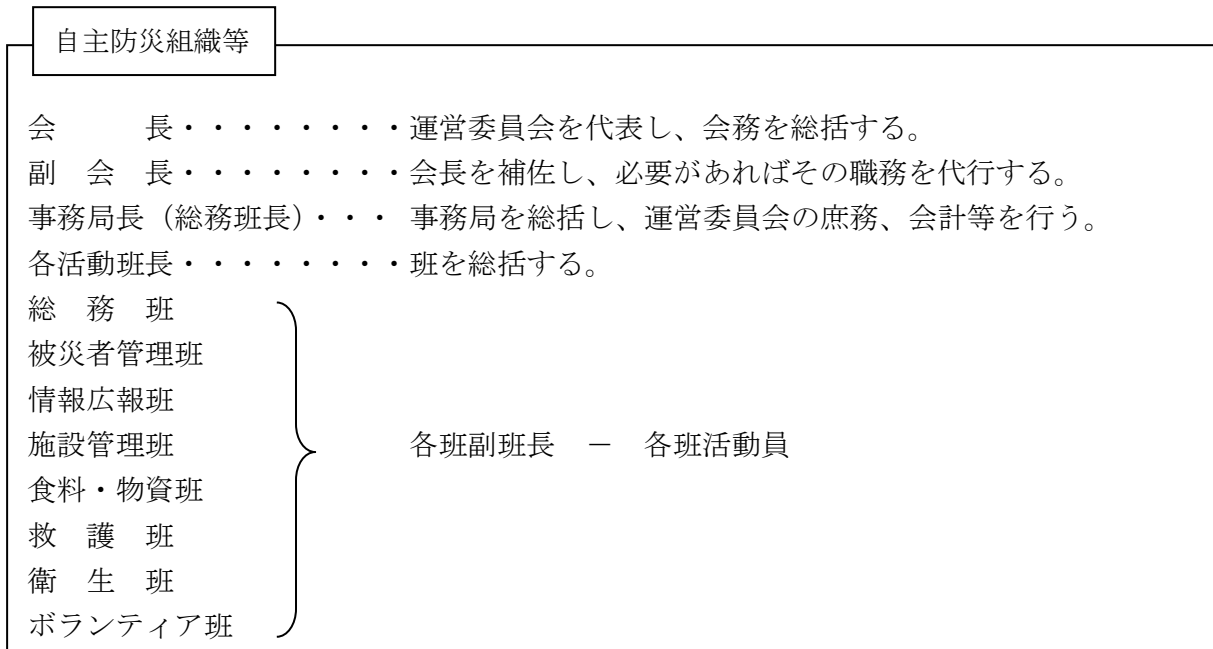 自主防災組織等
会　　　長・・・・・・・・運営委員会を代表し、会務を総括する。
副　会　長・・・・・・・・会長を補佐し、必要があればその職務を代行する。
事務局長（総務班長）・・・ 事務局を総括し、運営委員会の庶務、会計等を行う。
各活動班長・・・・・・・・班を総括する。
総　務　班
被災者管理班
情報広報班
施設管理班　　　　　各班副班長　－　各班活動員
食料・物資班
救　護　班
衛　生　班
ボランティア班